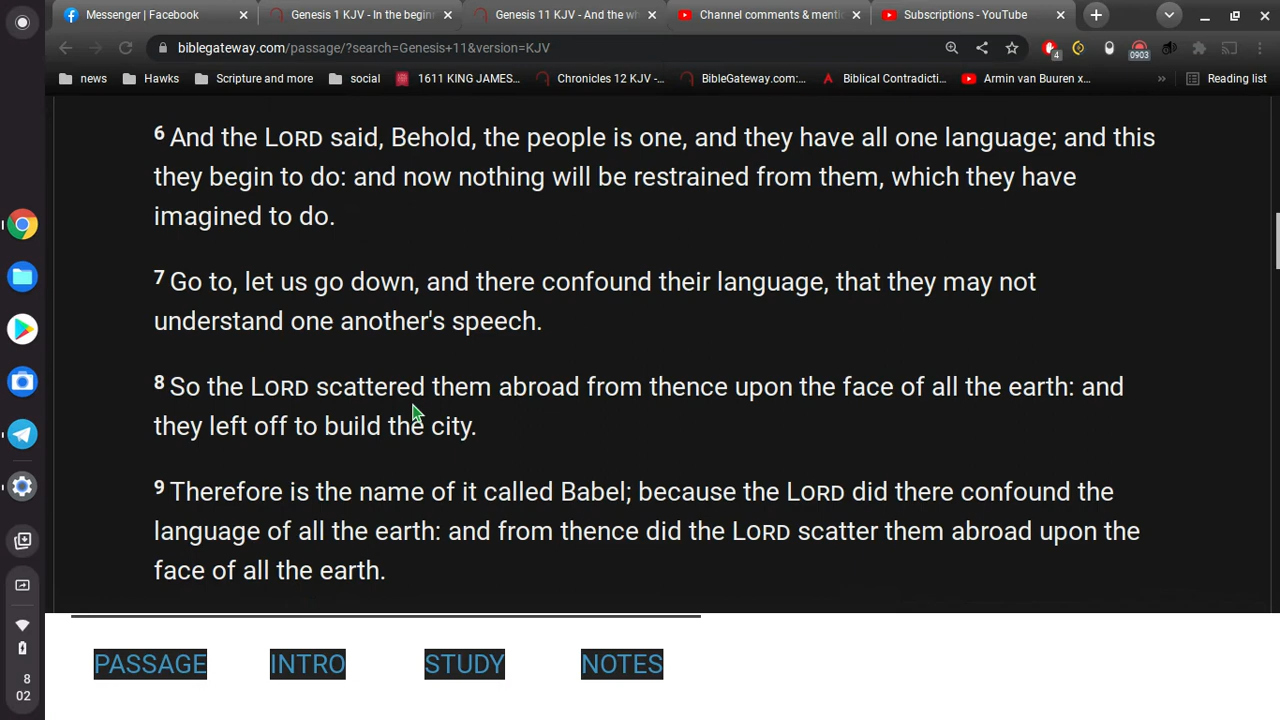 Messenger | Facebook
Genesis 1 KJV - In the beginn
Genesis 11 KJV - And the wh
Channel comments & menti
Subscriptions - YouTube
biblegateway.com/passage/?search=Genesis+11&version=KJV
4
0903
news
Hawks
Scripture and more
social
1611 KING JAMES...
Chronicles 12 KJV -...
BibleGateway.com:...
Biblical Contradicti...
Armin van Buuren x...
»
Reading list
6 And the LORD said, Behold, the people is one, and they have all one language; and this
they begin to do: and now nothing will be restrained from them, which they have
imagined to do.
7 Go to, let us go down, and there confound their language, that they may not
understand one another's speech.
8 So the LORD scattered them abroad from thence upon the face of all the earth: and
they left off to build the city.
9 Therefore is the name of it called Babel; because the LORD did there confound the
language of all the earth: and from thence did the LORD scatter them abroad upon the
face of all the earth.
PASSAGE INTRO STUDY NOTES
8
02